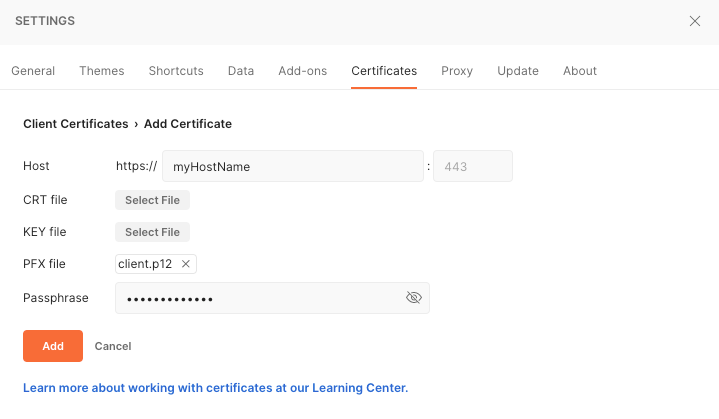 SETTINGS
General Themes Shortcuts Data Add-ons Certificates Proxy Update About
Client Certificates › Add Certificate
Host https:// myHostName : 443
CRT file Select File
KEY file Select File
PFX file client.p12
Passphrase •••••••••••••
Add Cancel
Learn more about working with certificates at our Learning Center.